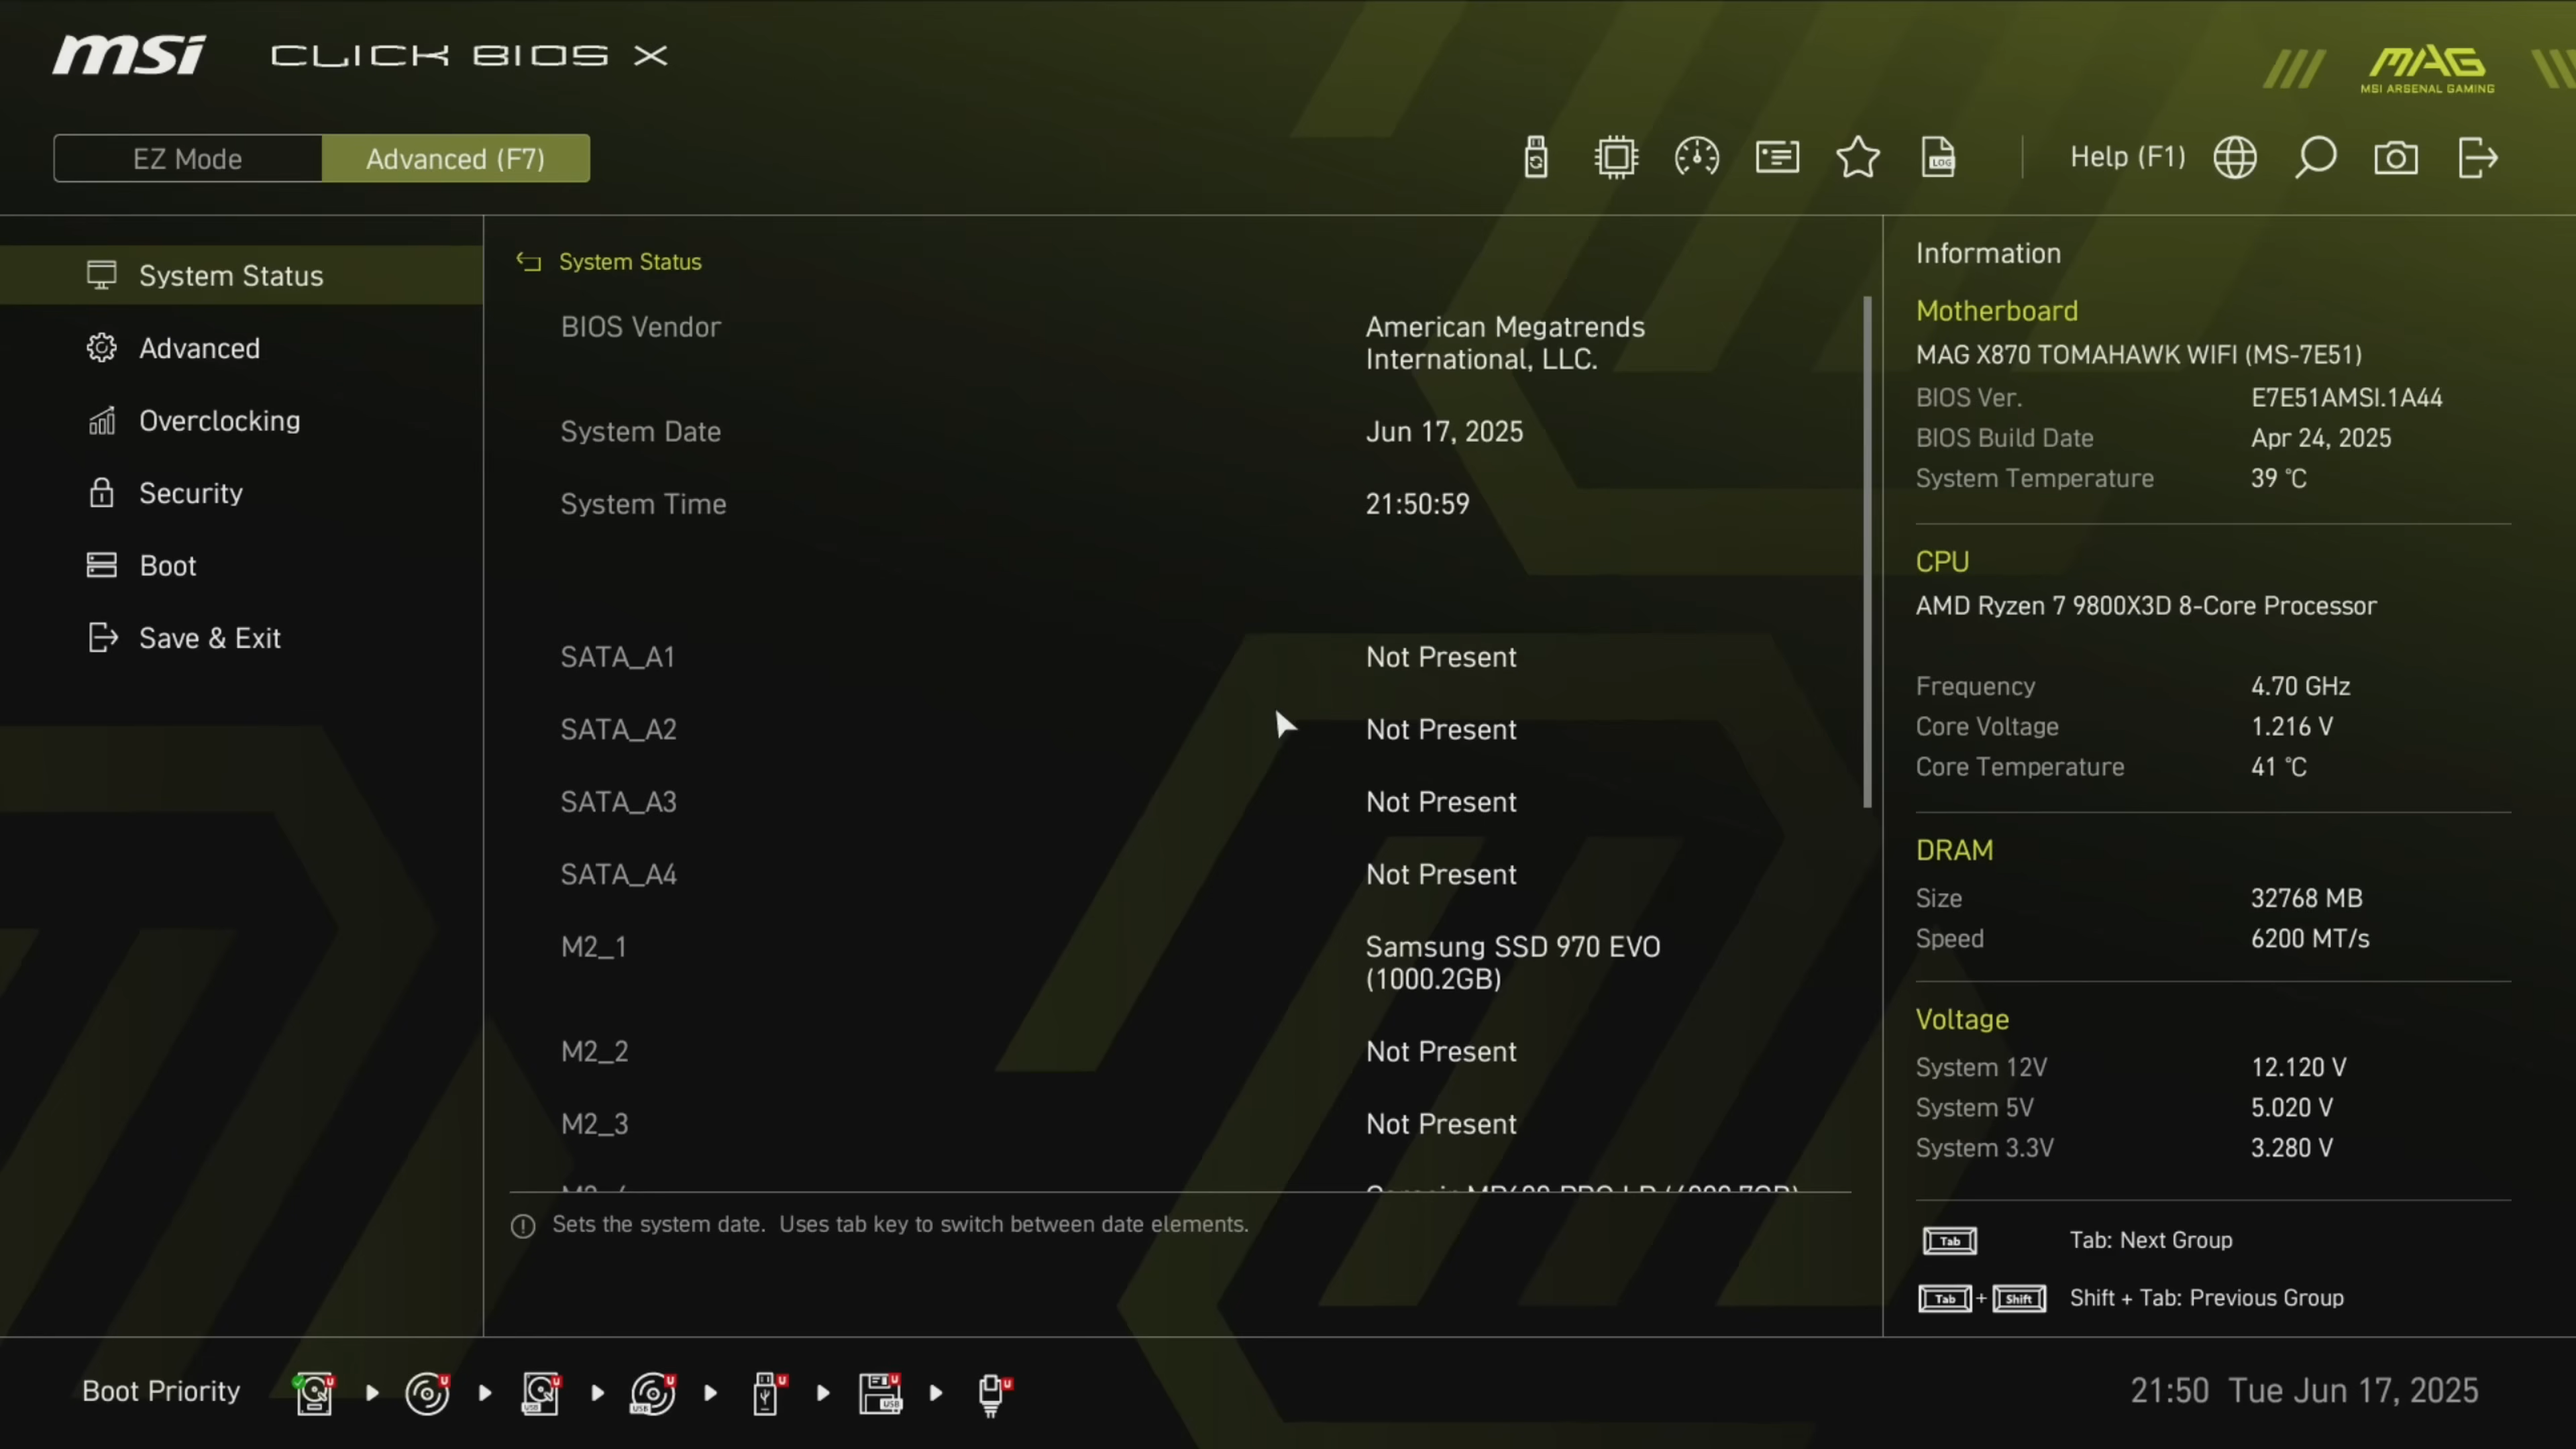 msi CLICK BIOS X
MAG
MSI ARSENAL GAMING
EZ Mode
Advanced (F7)
LOG
Help (F1)
System Status
Advanced
Overclocking
Security
Boot
Save & Exit
System Status
BIOS Vendor
American Megatrends
International, LLC.
System Date
Jun 17, 2025
System Time
21:50:59
SATA_A1
Not Present
SATA_A2
Not Present
SATA_A3
Not Present
SATA_A4
Not Present
M2_1
Samsung SSD 970 EVO
(1000.2GB)
M2_2
Not Present
M2_3
Not Present
Sets the system date. Uses tab key to switch between date elements.
Information
Motherboard
MAG X870 TOMAHAWK WIFI (MS-7E51)
BIOS Ver. E7E51AMSI.1A44
BIOS Build Date Apr 24, 2025
System Temperature 39 °C
CPU
AMD Ryzen 7 9800X3D 8-Core Processor
Frequency 4.70 GHz
Core Voltage 1.216 V
Core Temperature 41 °C
DRAM
Size 32768 MB
Speed 6200 MT/s
Voltage
System 12V 12.120 V
System 5V 5.020 V
System 3.3V 3.280 V
Tab Tab: Next Group
Tab + Shift Shift + Tab: Previous Group
Boot Priority
U U U USB U USB U U USB U
21:50 Tue Jun 17, 2025